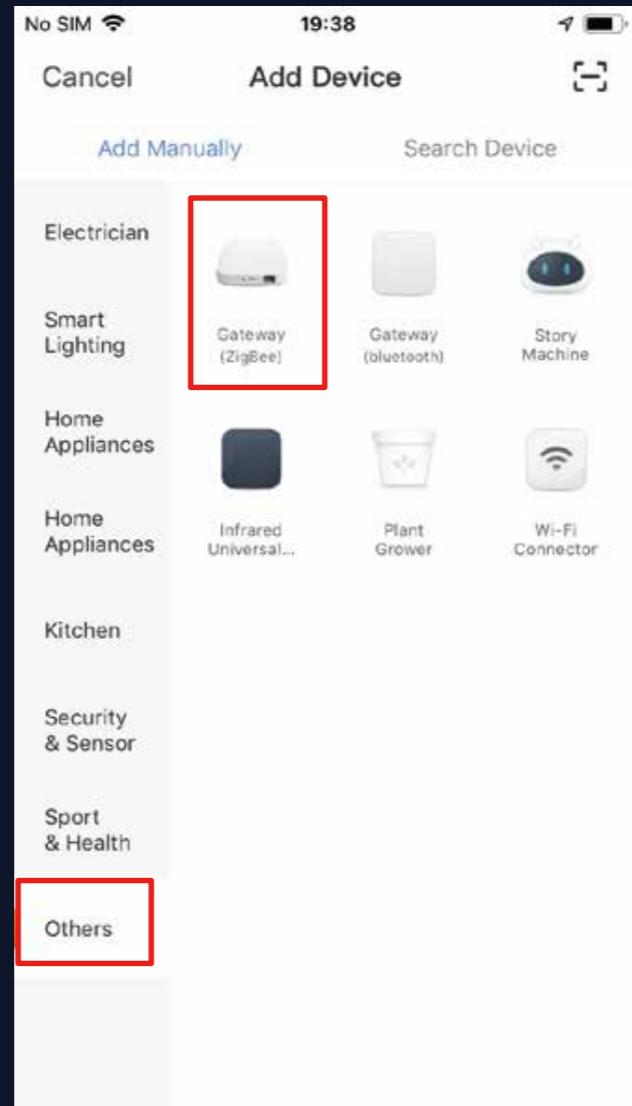 No SIM 19:38
Cancel Add Device
Add Manually Search Device
Electrician
Smart
Lighting
Home
Appliances
Home
Appliances
Kitchen
Security
& Sensor
Sport
& Health
Others
Gateway
(ZigBee)
Gateway
(bluetooth)
Story
Machine
Infrared
Universal...
Plant
Grower
Wi-Fi
Connector